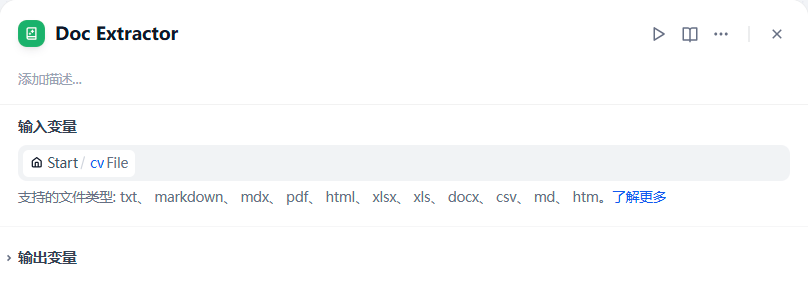 Doc Extractor
添加描述...
输入变量
Start / cv File
支持的文件类型: txt、 markdown、 mdx、 pdf、 html、 xlsx、 xls、 docx、 csv、 md、 htm。了解更多
输出变量